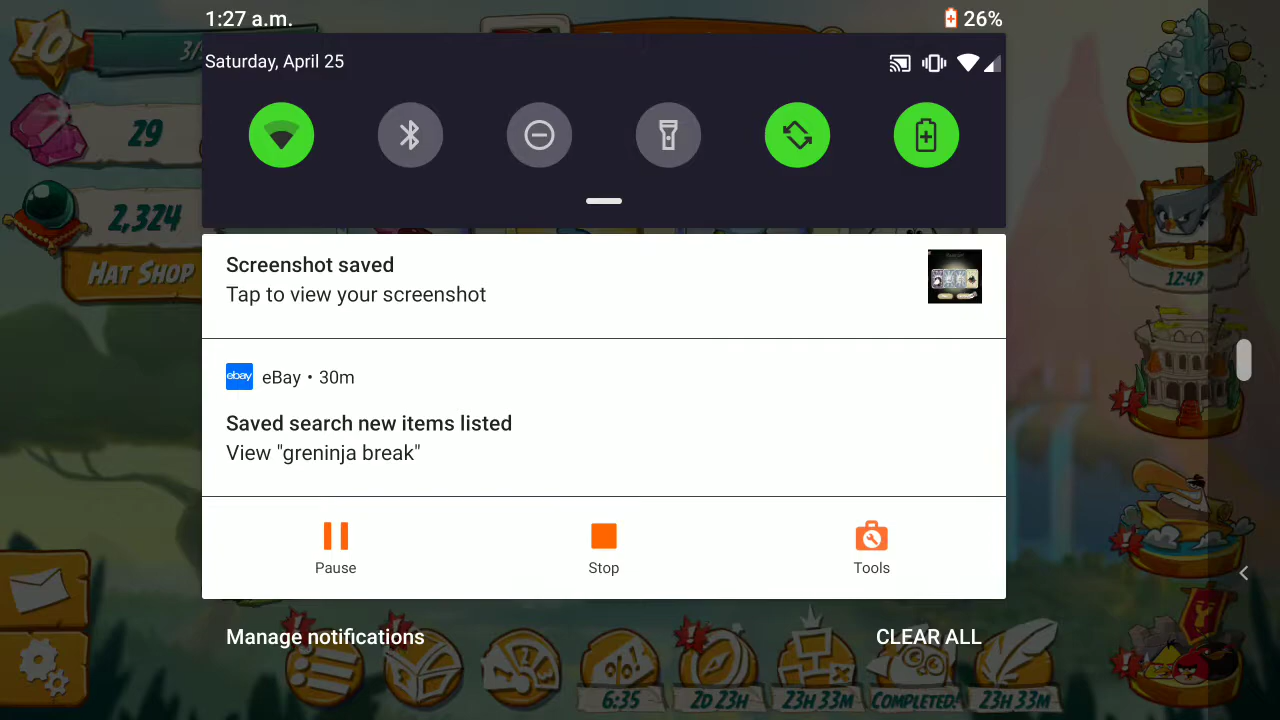 1:27 a.m.
26%
Saturday, April 25
10
3/
29
2,324
HAT SHOP
12:47
Screenshot saved
Tap to view your screenshot
ebay
eBay • 30m
Saved search new items listed
View "greninja break"
Pause
Stop
Tools
Manage notifications
CLEAR ALL
6:35
2D 23H
23H 33M
COMPLETED!
23H 33M